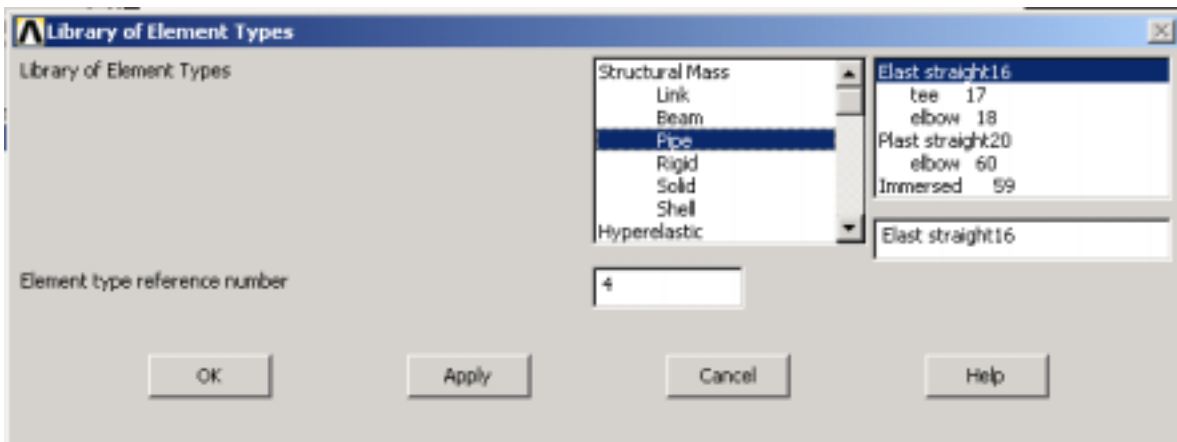 Library of Element Types
Library of Element Types
Structural Mass
Link
Beam
Pipe
Rigid
Solid
Shell
Hyperelastic
Elast straight16
tee 17
elbow 18
Plast straight20
elbow 60
Immersed 59
Elast straight16
Element type reference number
4
OK
Apply
Cancel
Help